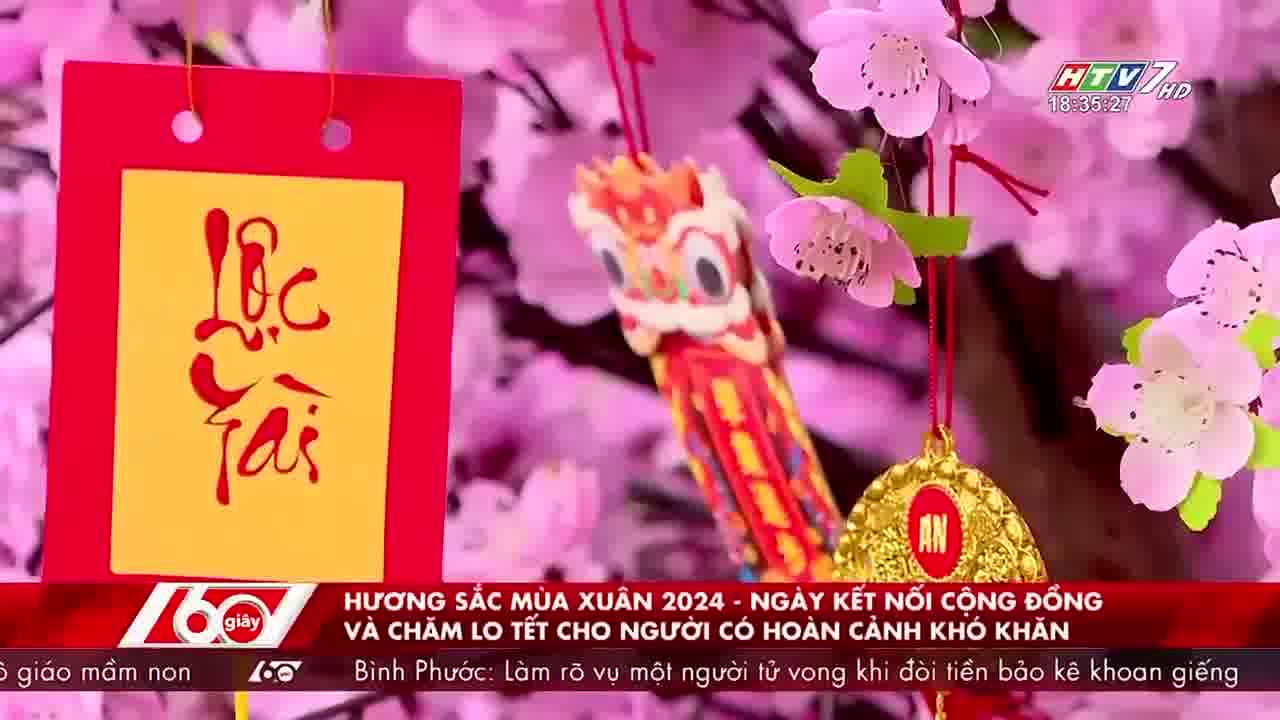 HTV7 HD
18:35:27
Lộc
Tài
AN
60 giây
HƯƠNG SẮC MÙA XUÂN 2024 - NGÀY KẾT NỐI CỘNG ĐỒNG
VÀ CHĂM LO TẾT CHO NGƯỜI CÓ HOÀN CẢNH KHÓ KHĂN
giáo mầm non
60 Bình Phước: Làm rõ vụ một người tử vong khi đòi tiền bảo kê khoan giếng